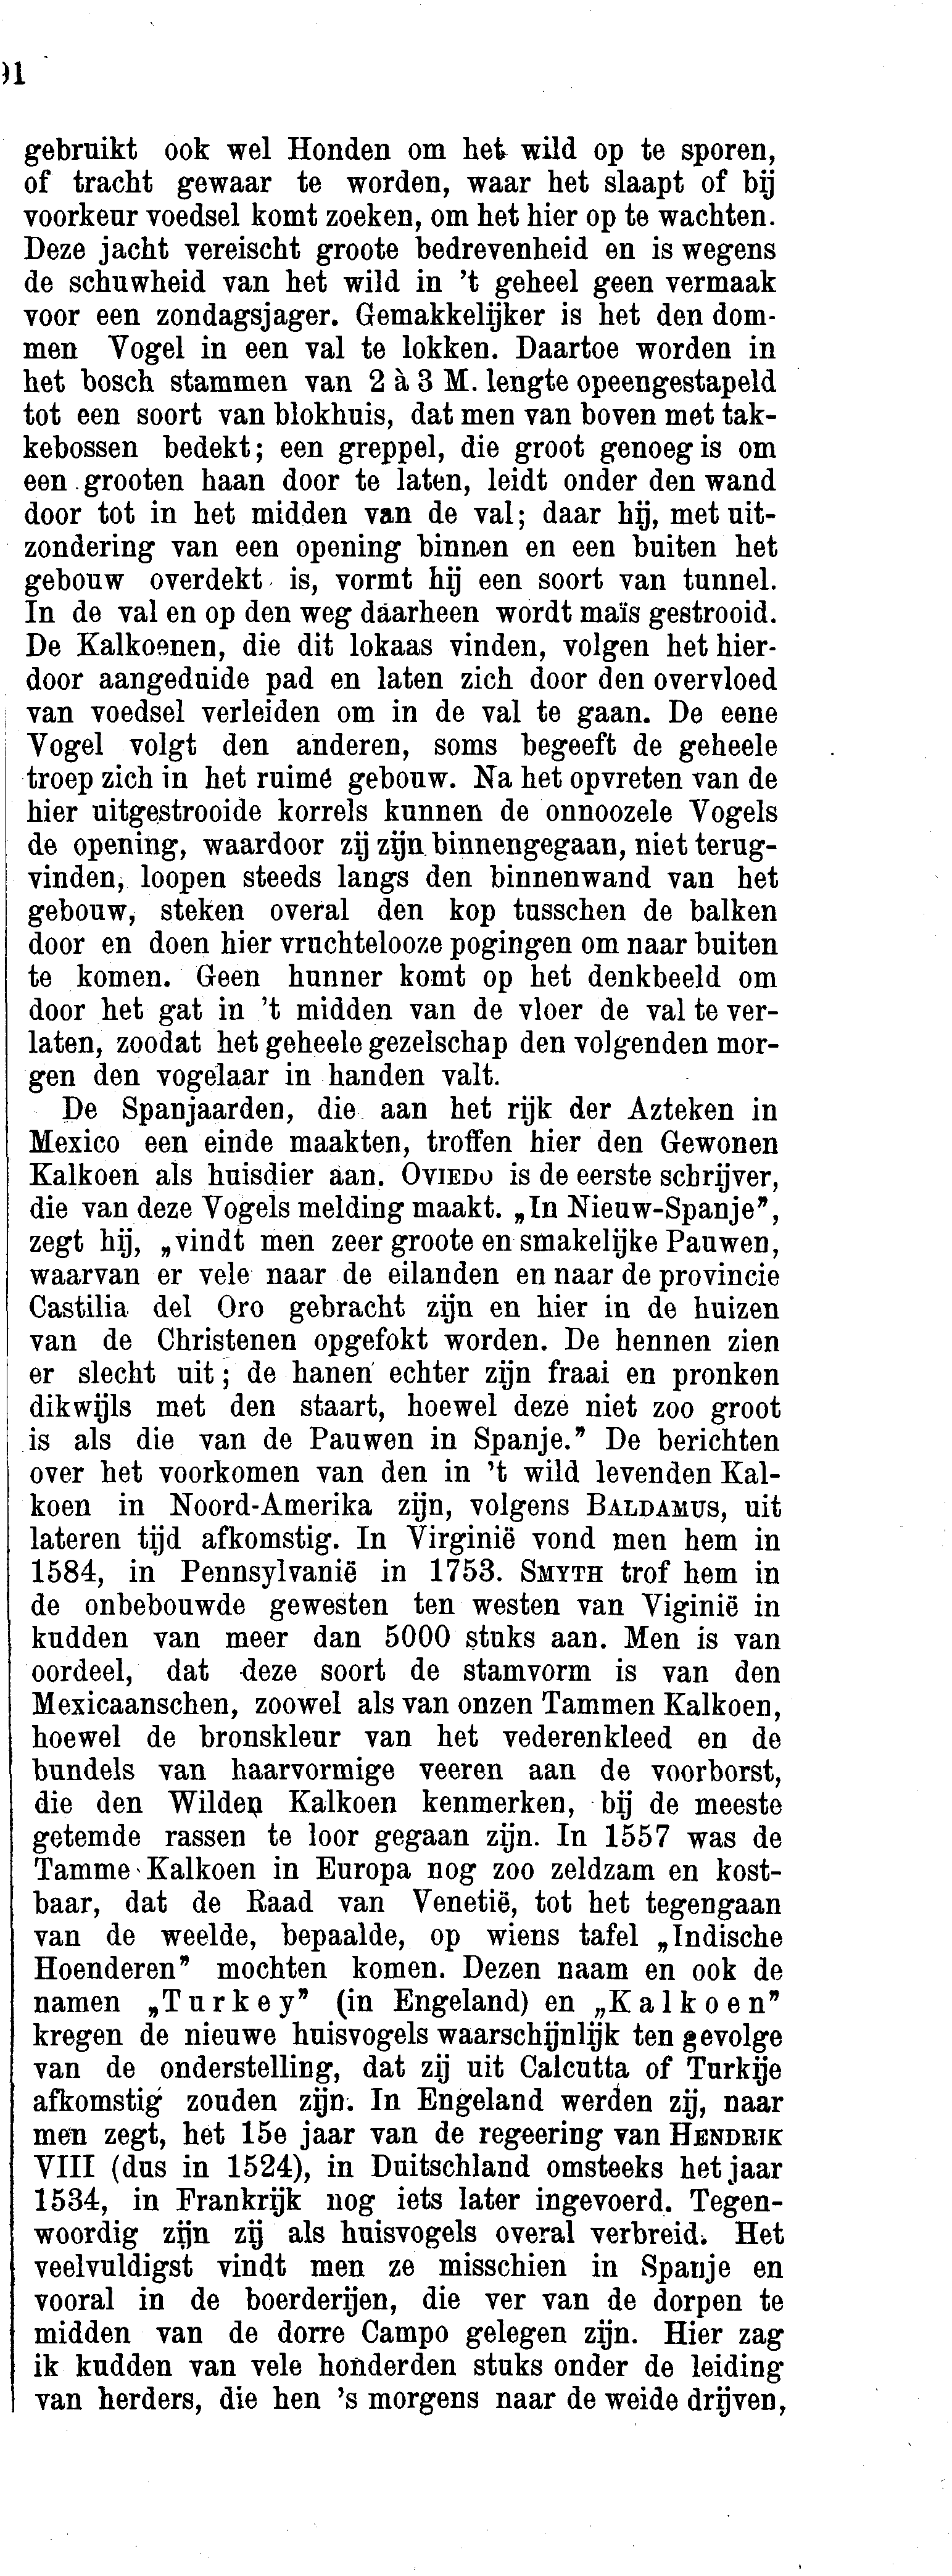 91
gebruikt ook wel Honden om het wild op te sporen,
of tracht gewaar te worden, waar het slaapt of bij
voorkeur voedsel komt zoeken, om het hier op te wachten.
Deze jacht vereischt groote bedrevenheid en is wegens
de schuwheid van het wild in 't geheel geen vermaak
voor een zondagsjager. Gemakkelijker is het den dom-
men Vogel in een val te lokken. Daartoe worden in
het bosch stammen van 2 à 3 M. lengte opeengestapeld
tot een soort van blokhuis, dat men van boven met tak-
kebossen bedekt; een greppel, die groot genoeg is om
een grooten haan door te laten, leidt onder den wand
door tot in het midden van de val; daar hij, met uit-
zondering van een opening binnen en een buiten het
gebouw overdekt is, vormt hij een soort van tunnel.
In de val en op den weg daarheen wordt maïs gestrooid.
De Kalkoenen, die dit lokaas vinden, volgen het hier-
door aangeduide pad en laten zich door den overvloed
van voedsel verleiden om in de val te gaan. De eene
Vogel volgt den anderen, soms begeeft de geheele
troep zich in het ruime gebouw. Na het opvreten van de
hier uitgestrooide korrels kunnen de onnoozele Vogels
de opening, waardoor zij zijn binnengegaan, niet terug-
vinden, loopen steeds langs den binnenwand van het
gebouw, steken overal den kop tusschen de balken
door en doen hier vruchtelooze pogingen om naar buiten
te komen. Geen hunner komt op het denkbeeld om
door het gat in 't midden van de vloer de val te ver-
laten, zoodat het geheele gezelschap den volgenden mor-
gen den vogelaar in handen valt.
De Spanjaarden, die aan het rijk der Azteken in
Mexico een einde maakten, troffen hier den Gewonen
Kalkoen als huisdier aan. OVIEDO is de eerste schrijver,
die van deze Vogels melding maakt. „In Nieuw-Spanje”,
zegt hij, „vindt men zeer groote en smakelijke Pauwen,
waarvan er vele naar de eilanden en naar de provincie
Castilia del Oro gebracht zijn en hier in de huizen
van de Christenen opgefokt worden. De hennen zien
er slecht uit; de hanen echter zijn fraai en pronken
dikwijls met den staart, hoewel deze niet zoo groot
is als die van de Pauwen in Spanje.” De berichten
over het voorkomen van den in 't wild levenden Kal-
koen in Noord-Amerika zijn, volgens BALDAMUS, uit
lateren tijd afkomstig. In Virginië vond men hem in
1584, in Pennsylvanië in 1753. SMYTH trof hem in
de onbebouwde gewesten ten westen van Viginië in
kudden van meer dan 5000 stuks aan. Men is van
oordeel, dat deze soort de stamvorm is van den
Mexicaanschen, zoowel als van onzen Tammen Kalkoen,
hoewel de bronskleur van het vederenkleed en de
bundels van haarvormige veeren aan de voorborst,
die den Wilden Kalkoen kenmerken, bij de meeste
getemde rassen te loor gegaan zijn. In 1557 was de
Tamme Kalkoen in Europa nog zoo zeldzam en kost-
baar, dat de Raad van Venetië, tot het tegengaan
van de weelde, bepaalde, op wiens tafel „Indische
Hoenderen” mochten komen. Dezen naam en ook de
namen „Turkey” (in Engeland) en „Kalkoen”
kregen de nieuwe huisvogels waarschijnlijk ten gevolge
van de onderstelling, dat zij uit Calcutta of Turkije
afkomstig zouden zijn. In Engeland werden zij, naar
men zegt, het 15e jaar van de regeering van HENDRIK
VIII (dus in 1524), in Duitschland omsteeks het jaar
1534, in Frankrijk nog iets later ingevoerd. Tegen-
woordig zijn zij als huisvogels overal verbreid. Het
veelvuldigst vindt men ze misschien in Spanje en
vooral in de boerderijen, die ver van de dorpen te
midden van de dorre Campo gelegen zijn. Hier zag
ik kudden van vele honderden stuks onder de leiding
van herders, die hen 's morgens naar de weide drijven,